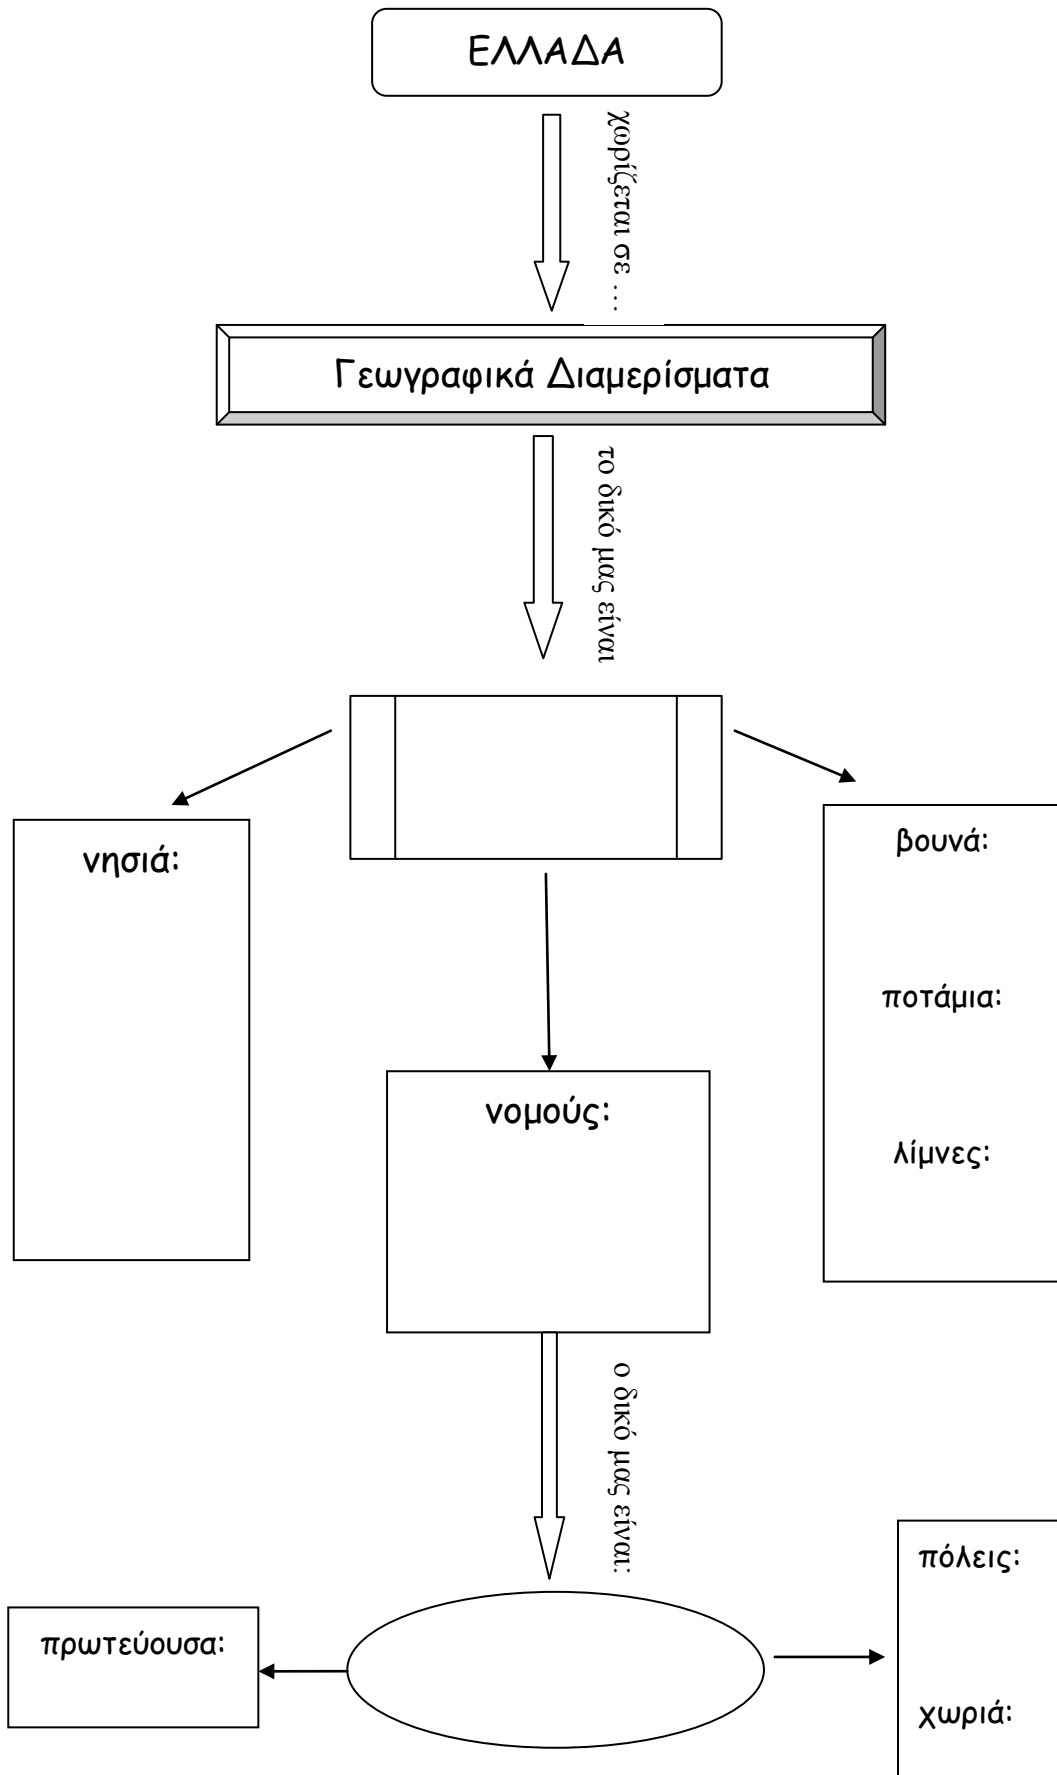 ΕΛΛΑΔΑ
χωρίζεται σε …
Γεωγραφικά Διαμερίσματα
το δικό μας είναι
νησιά:
βουνά:
ποτάμια:
λίμνες:
νομούς:
ο δικό μας είναι:
πρωτεύουσα:
πόλεις:
χωριά: